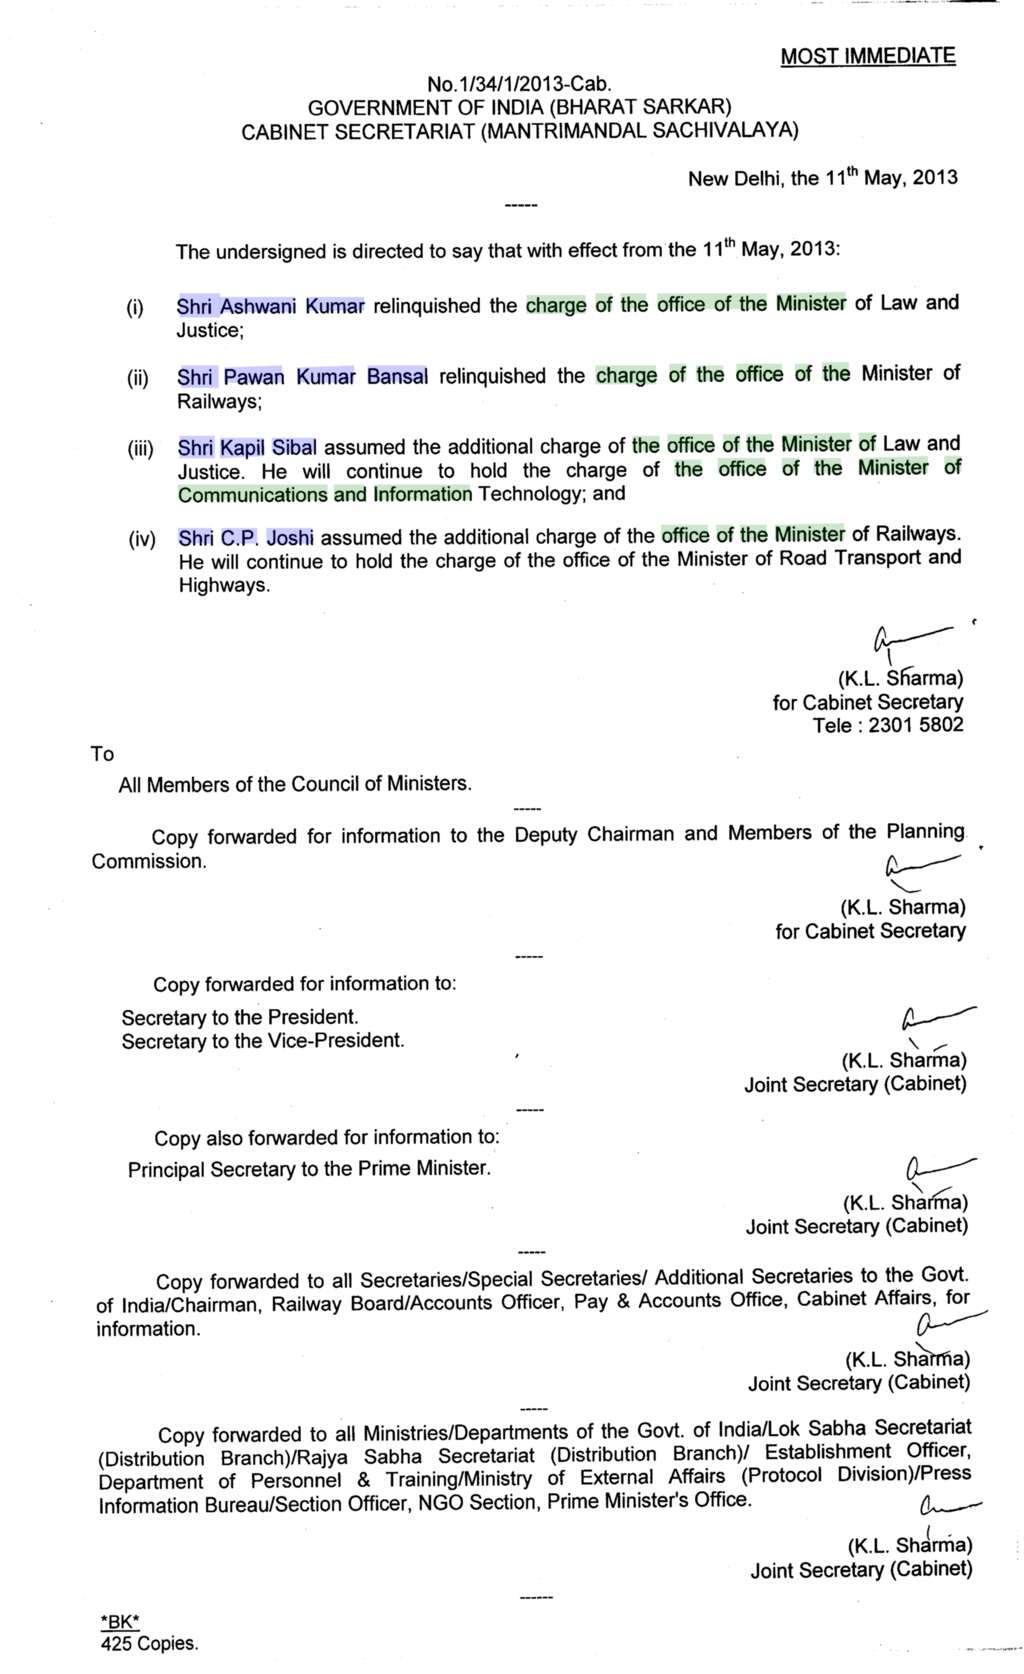 MOST IMMEDIATE
No.1/34/1/2013-Cab.
GOVERNMENT OF INDIA (BHARAT SARKAR)
CABINET SECRETARIAT (MANTRIMANDAL SACHIVALAYA)
New Delhi, the 11th May, 2013
-----
The undersigned is directed to say that with effect from the 11th May, 2013:
(i) Shri Ashwani Kumar relinquished the charge of the office of the Minister of Law and
Justice;
(ii) Shri Pawan Kumar Bansal relinquished the charge of the office of the Minister of
Railways;
(iii) Shri Kapil Sibal assumed the additional charge of the office of the Minister of Law and
Justice. He will continue to hold the charge of the office of the Minister of
Communications and Information Technology; and
(iv) Shri C.P. Joshi assumed the additional charge of the office of the Minister of Railways.
He will continue to hold the charge of the office of the Minister of Road Transport and
Highways.
(K.L. Sharma)
for Cabinet Secretary
Tele : 2301 5802
To
All Members of the Council of Ministers.
-----
Copy forwarded for information to the Deputy Chairman and Members of the Planning
Commission.
(K.L. Sharma)
for Cabinet Secretary
-----
Copy forwarded for information to:
Secretary to the President.
Secretary to the Vice-President.
(K.L. Sharma)
Joint Secretary (Cabinet)
-----
Copy also forwarded for information to:
Principal Secretary to the Prime Minister.
(K.L. Sharma)
Joint Secretary (Cabinet)
-----
Copy forwarded to all Secretaries/Special Secretaries/ Additional Secretaries to the Govt.
of India/Chairman, Railway Board/Accounts Officer, Pay & Accounts Office, Cabinet Affairs, for
information.
(K.L. Sharma)
Joint Secretary (Cabinet)
-----
Copy forwarded to all Ministries/Departments of the Govt. of India/Lok Sabha Secretariat
(Distribution Branch)/Rajya Sabha Secretariat (Distribution Branch)/ Establishment Officer,
Department of Personnel & Training/Ministry of External Affairs (Protocol Division)/Press
Information Bureau/Section Officer, NGO Section, Prime Minister's Office.
(K.L. Sharma)
Joint Secretary (Cabinet)
------
*BK*
425 Copies.